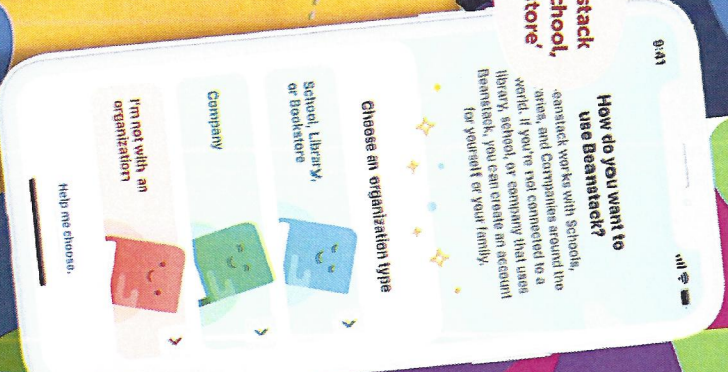 stack
chool,
tore'
9:41
How do you want to
use Beanstack?
eanstack works with Schools,
aries, and Companies around the
world. If you're not connected to a
library, school, or company that uses
Beanstack, you can create an account
for yourself or your family.
Choose an organization type
School, Library,
or Bookstore
Company
I'm not with an
organization
Help me choose.